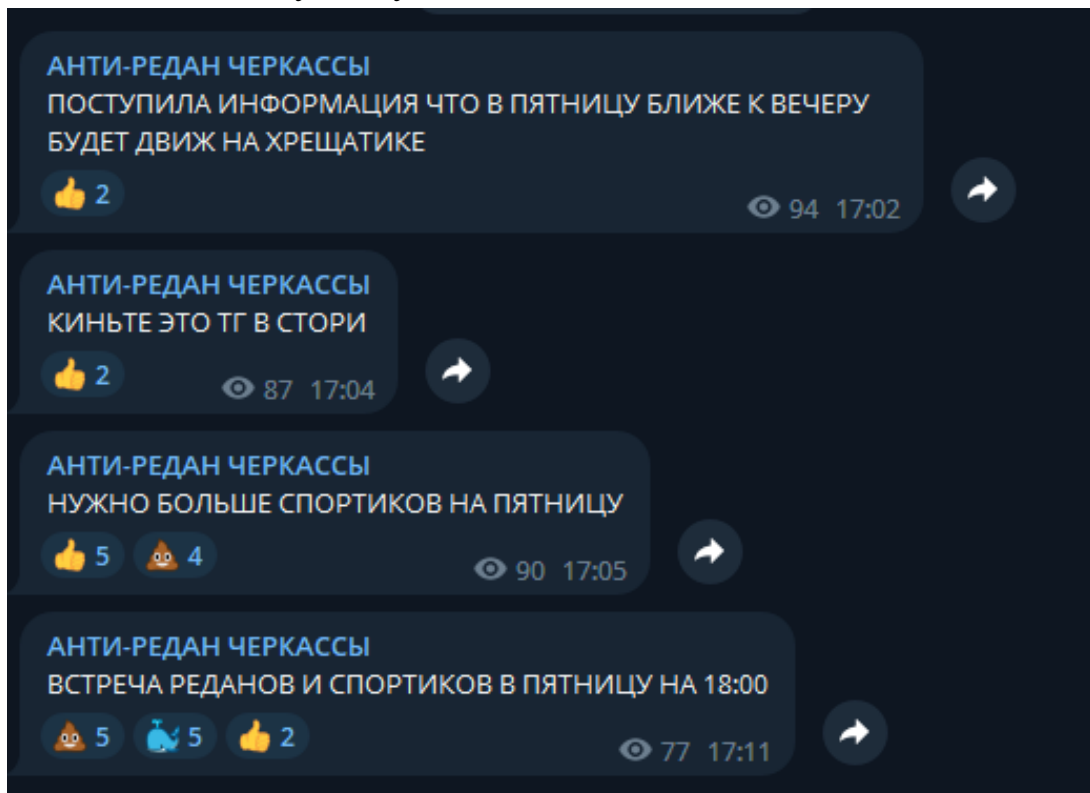 АНТИ-РЕДАН ЧЕРКАССЫ
ПОСТУПИЛА ИНФОРМАЦИЯ ЧТО В ПЯТНИЦУ БЛИЖЕ К ВЕЧЕРУ
БУДЕТ ДВИЖ НА ХРЕЩАТИКЕ
👍 2
94 17:02
АНТИ-РЕДАН ЧЕРКАССЫ
КИНЬТЕ ЭТО ТГ В СТОРИ
👍 2
87 17:04
АНТИ-РЕДАН ЧЕРКАССЫ
НУЖНО БОЛЬШЕ СПОРТИКОВ НА ПЯТНИЦУ
👍 5 💩 4
90 17:05
АНТИ-РЕДАН ЧЕРКАССЫ
ВСТРЕЧА РЕДАНОВ И СПОРТИКОВ В ПЯТНИЦУ НА 18:00
💩 5 🐳 5 👍 2
77 17:11